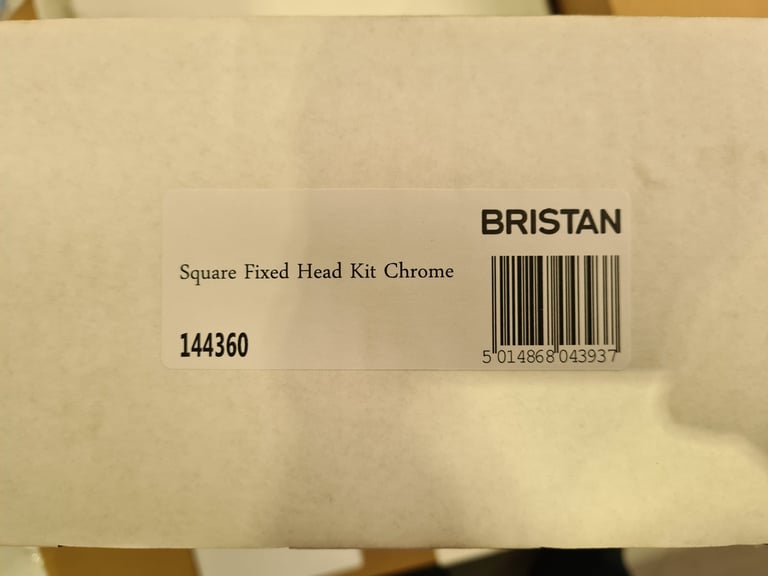 BRISTAN
Square Fixed Head Kit Chrome
144360
5 014868 043937